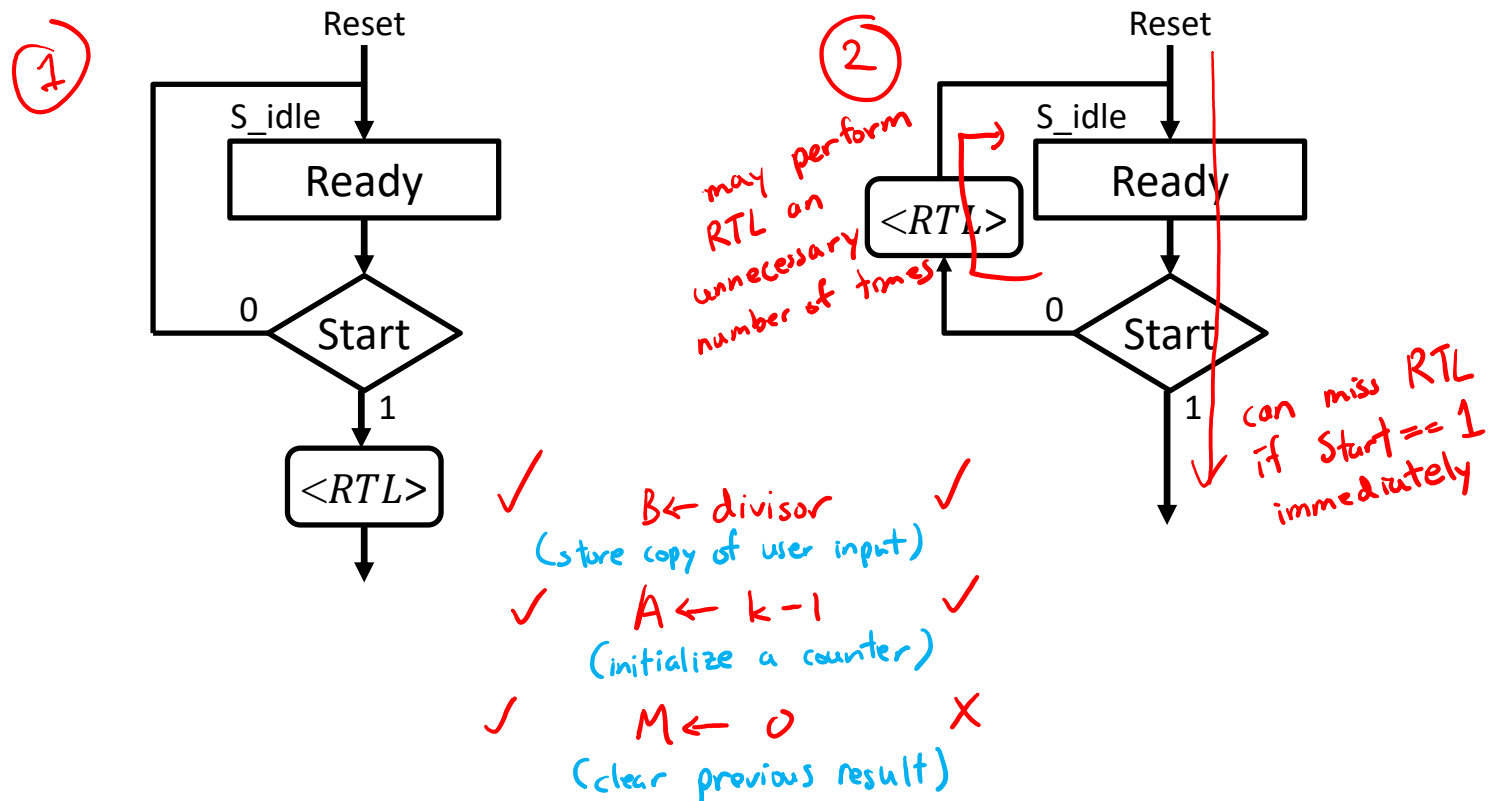 1
Reset
S_idle
Ready
0
Start
1
<RTL>
2
Reset
S_idle
Ready
<RTL>
0
Start
1
may perform
RTL an
unnecessary
number of times
can miss RTL
if Start == 1
immediately
✓ B ← divisor ✓
(store copy of user input)
✓ A ← k-1 ✓
(initialize a counter)
✓ M ← 0 X
(clear previous result)